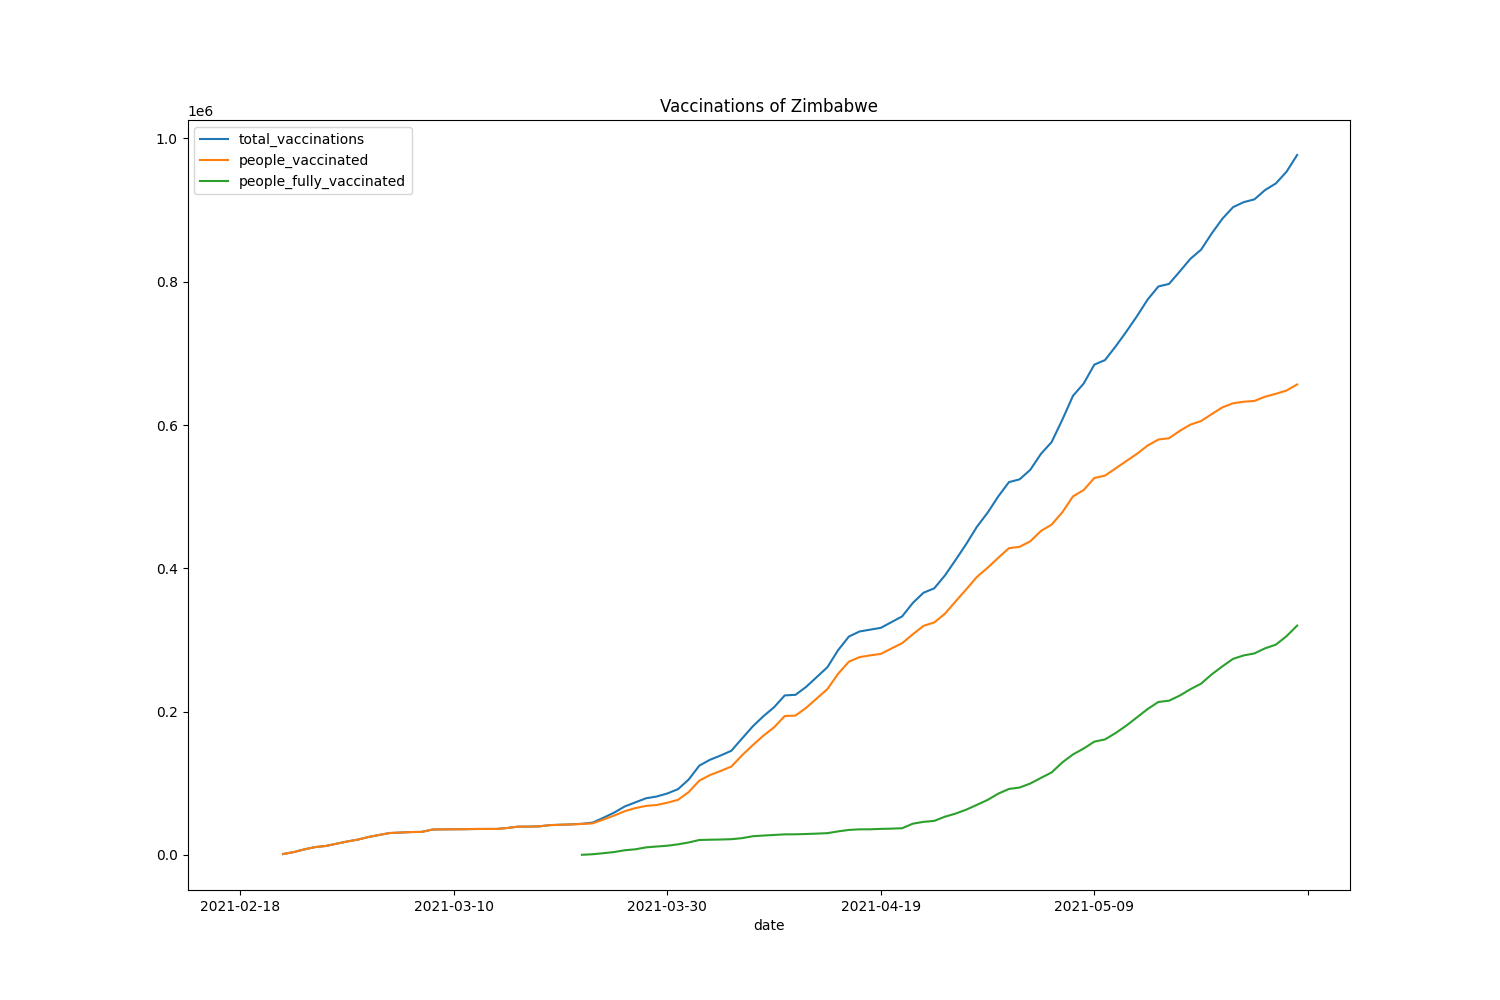 Vaccinations of Zimbabwe
1e6
total_vaccinations
people_vaccinated
people_fully_vaccinated
1.0
0.8
0.6
0.4
0.2
0.0
2021-02-18 2021-03-10 2021-03-30 2021-04-19 2021-05-09
date